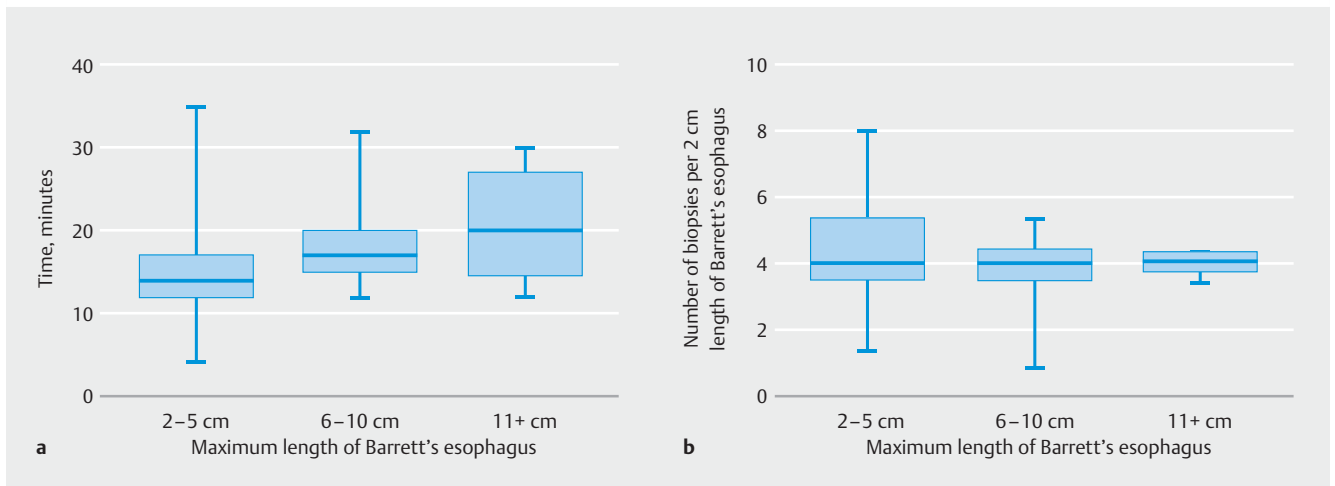 40
30
20
10
0
Time, minutes
2–5 cm
6–10 cm
11+ cm
Maximum length of Barrett's esophagus
a
10
8
6
4
2
0
Number of biopsies per 2 cm
length of Barrett's esophagus
2–5 cm
6–10 cm
11+ cm
Maximum length of Barrett's esophagus
b